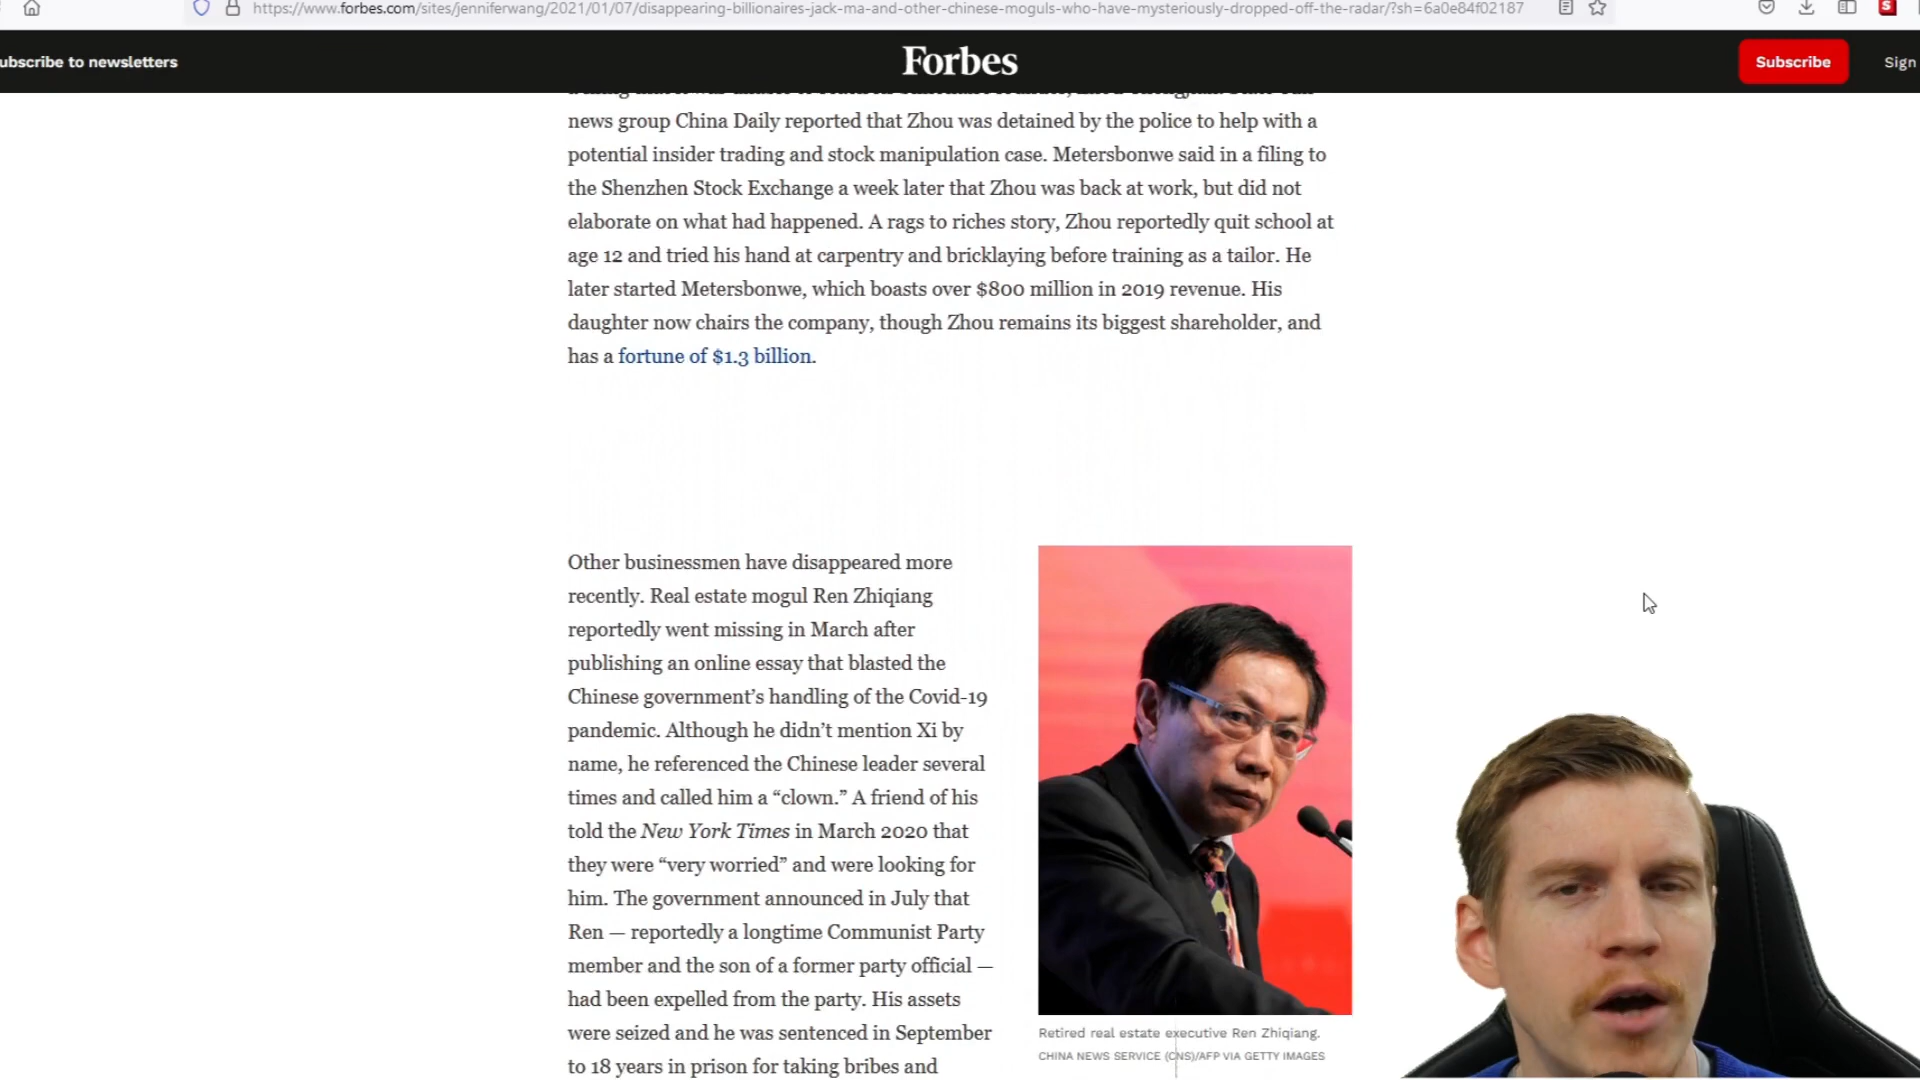 https://www.forbes.com/sites/jenniferwang/2021/01/07/disappearing-billionaires-jack-ma-and-other-chinese-moguls-who-have-mysteriously-dropped-off-the-radar/?sh=6a0e84f02187
S
ubscribe to newsletters
Forbes
Subscribe
Sign
news group China Daily reported that Zhou was detained by the police to help with a
potential insider trading and stock manipulation case. Metersbonwe said in a filing to
the Shenzhen Stock Exchange a week later that Zhou was back at work, but did not
elaborate on what had happened. A rags to riches story, Zhou reportedly quit school at
age 12 and tried his hand at carpentry and bricklaying before training as a tailor. He
later started Metersbonwe, which boasts over $800 million in 2019 revenue. His
daughter now chairs the company, though Zhou remains its biggest shareholder, and
has a fortune of $1.3 billion.
Other businessmen have disappeared more
recently. Real estate mogul Ren Zhiqiang
reportedly went missing in March after
publishing an online essay that blasted the
Chinese government’s handling of the Covid-19
pandemic. Although he didn’t mention Xi by
name, he referenced the Chinese leader several
times and called him a “clown.” A friend of his
told the New York Times in March 2020 that
they were “very worried” and were looking for
him. The government announced in July that
Ren — reportedly a longtime Communist Party
member and the son of a former party official —
had been expelled from the party. His assets
were seized and he was sentenced in September
to 18 years in prison for taking bribes and
Retired real estate executive Ren Zhiqiang.
CHINA NEWS SERVICE (CNS)/AFP VIA GETTY IMAGES